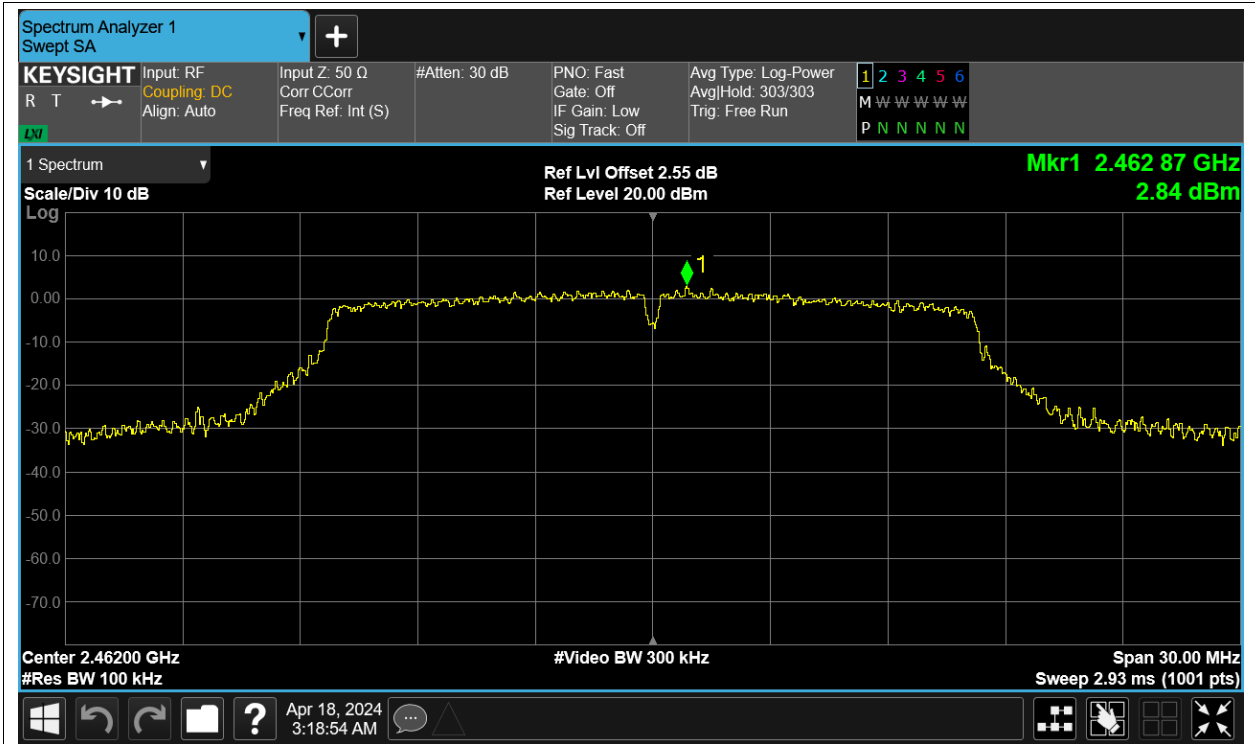 Spectrum Analyzer 1
Swept SA
KEYSIGHT
R T
LXI
Input: RF
Coupling: DC
Align: Auto
Input Z: 50 Ω
Corr CCorr
Freq Ref: Int (S)
#Atten: 30 dB
PNO: Fast
Gate: Off
IF Gain: Low
Sig Track: Off
Avg Type: Log-Power
Avg|Hold: 303/303
Trig: Free Run
1 2 3 4 5 6
M W W W W W
P N N N N N
1 Spectrum
Scale/Div 10 dB
Log
Ref Lvl Offset 2.55 dB
Ref Level 20.00 dBm
Mkr1 2.462 87 GHz
2.84 dBm
1
10.0
0.00
-10.0
-20.0
-30.0
-40.0
-50.0
-60.0
-70.0
Center 2.46200 GHz
#Res BW 100 kHz
#Video BW 300 kHz
Span 30.00 MHz
Sweep 2.93 ms (1001 pts)
?
Apr 18, 2024
3:18:54 AM